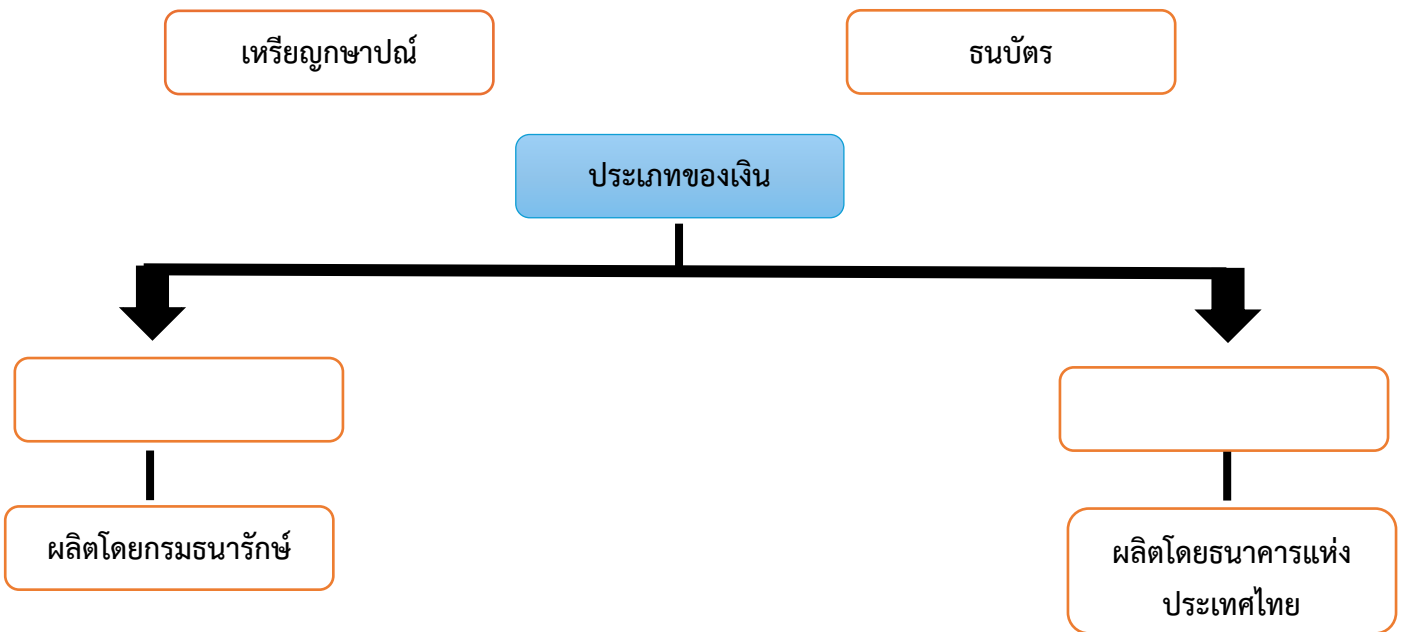 เหรียญกษาปณ์
ธนบัตร
ประเภทของเงิน
ผลิตโดยกรมธนารักษ์
ผลิตโดยธนาคารแห่ง
ประเทศไทย